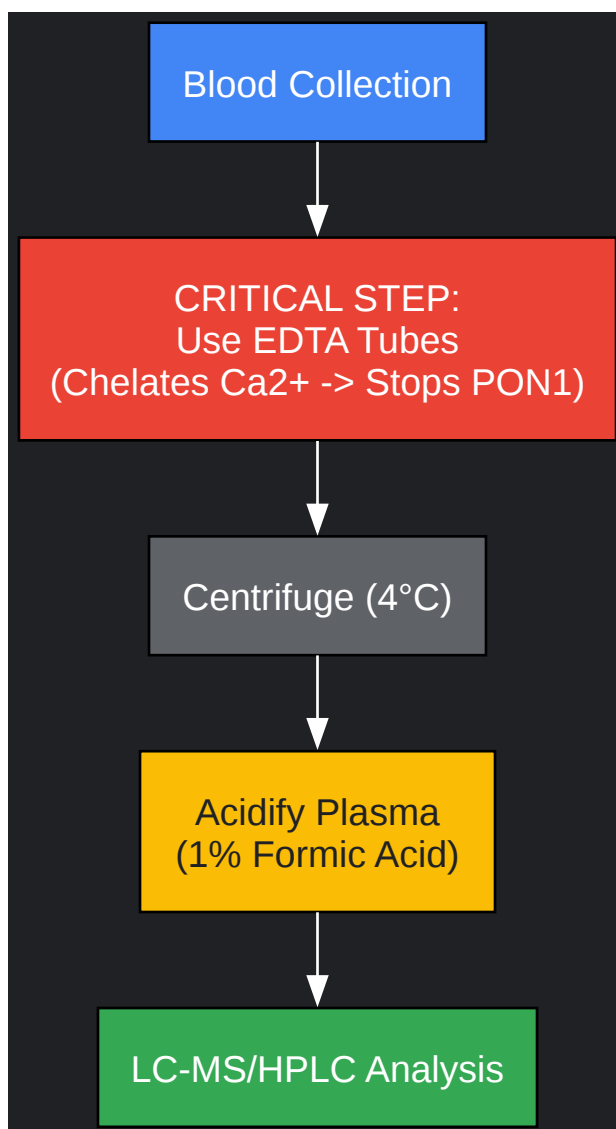 Blood Collection
CRITICAL STEP:
Use EDTA Tubes
(Chelates Ca2+ -> Stops PON1)
Centrifuge (4°C)
Acidify Plasma
(1% Formic Acid)
LC-MS/HPLC Analysis